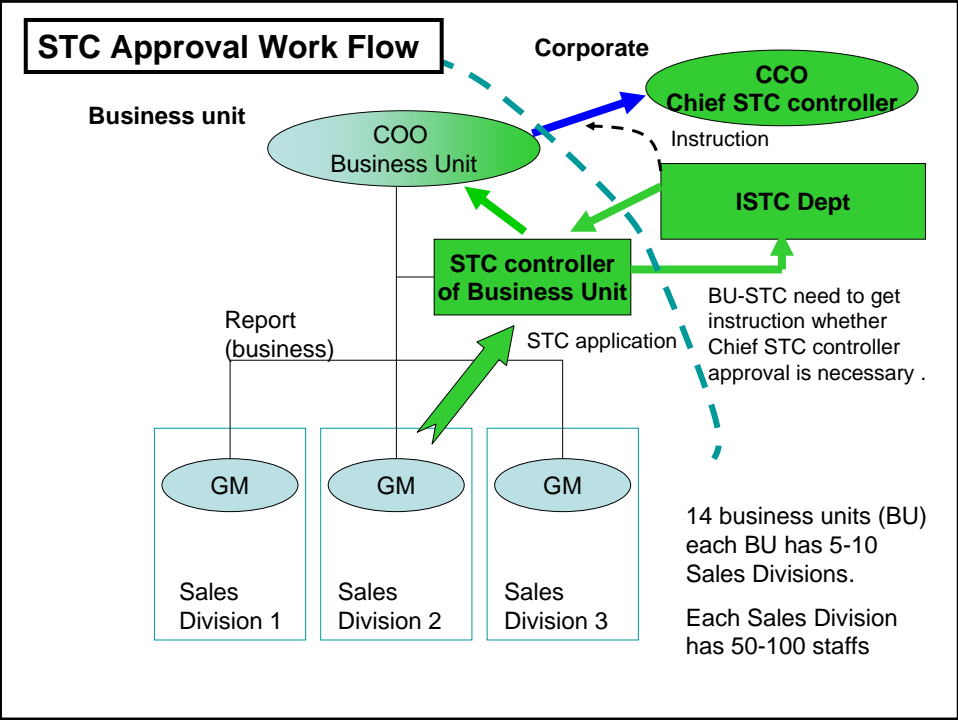 STC Approval Work Flow
Corporate
CCO
Chief STC controller
Business unit
COO
Business Unit
Instruction
ISTC Dept
STC controller
of Business Unit
BU-STC need to get
instruction whether
Chief STC controller
approval is necessary .
Report
(business)
STC application
GM
GM
GM
Sales
Division 1
Sales
Division 2
Sales
Division 3
14 business units (BU)
each BU has 5-10
Sales Divisions.
Each Sales Division
has 50-100 staffs